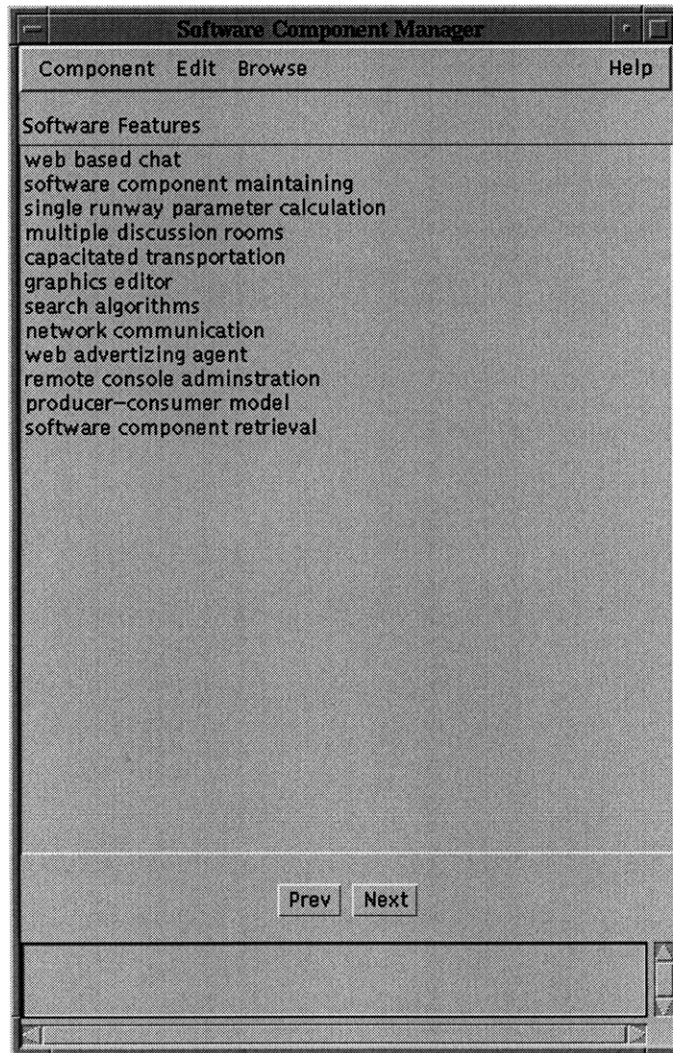 Software Component Manager
Component Edit Browse Help
Software Features
web based chat
software component maintaining
single runway parameter calculation
multiple discussion rooms
capacitated transportation
graphics editor
search algorithms
network communication
web advertizing agent
remote console adminstration
producer-consumer model
software component retrieval
Prev Next